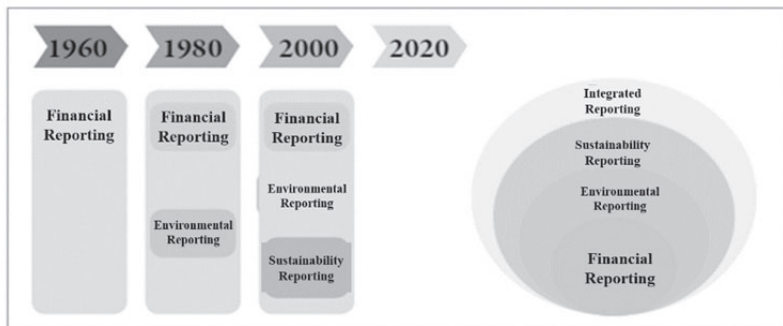 1960
1980
2000
2020
Financial
Reporting
Financial
Reporting
Environmental
Reporting
Financial
Reporting
Environmental
Reporting
Sustainability
Reporting
Integrated
Reporting
Sustainability
Reporting
Environmental
Reporting
Financial
Reporting